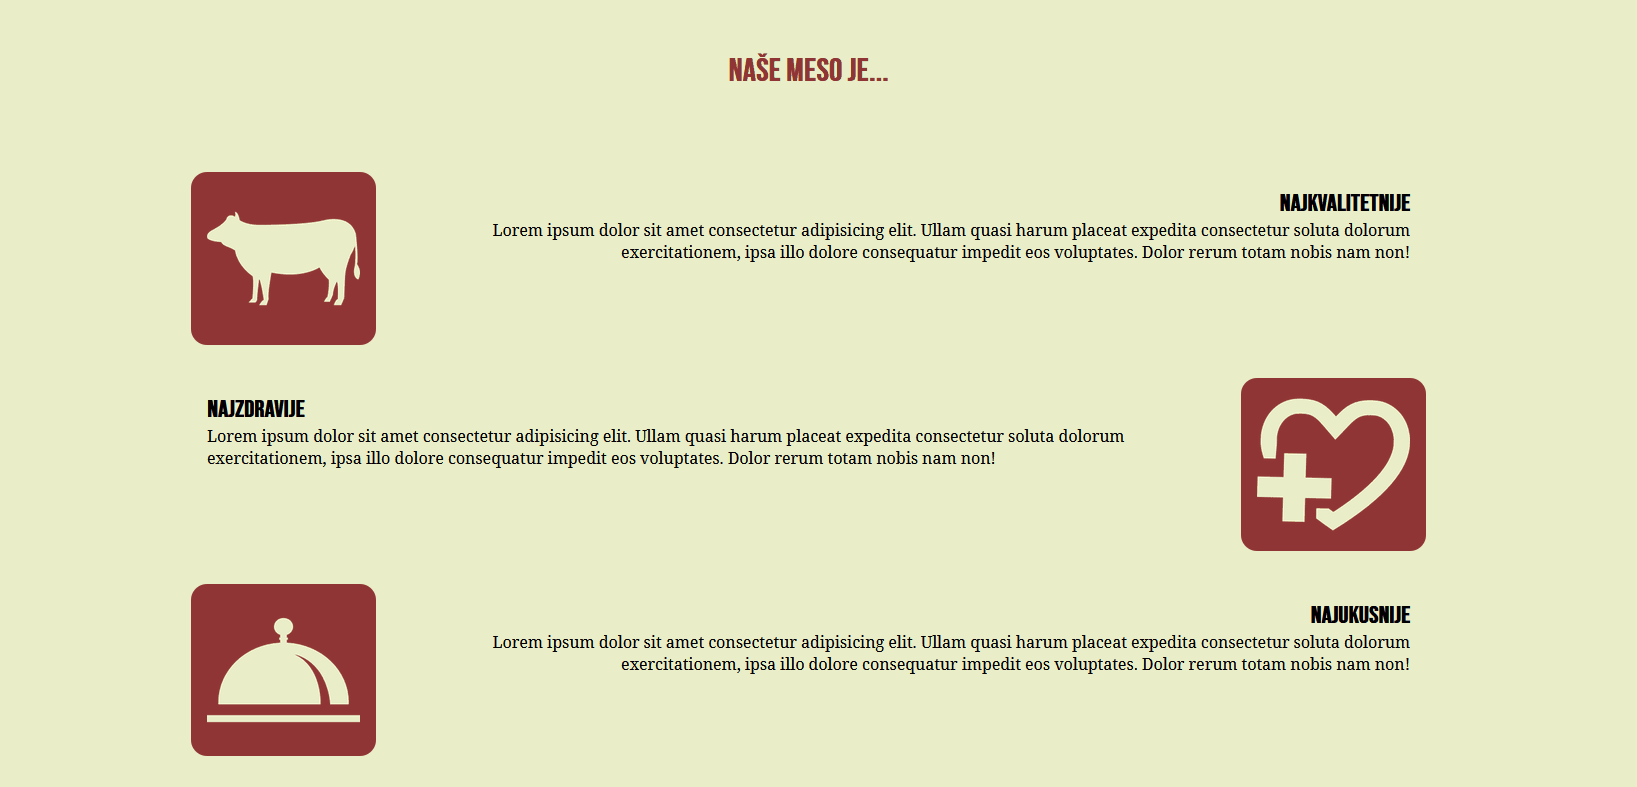 NAŠE MESO JE...
NAJKVALITETNIJE
Lorem ipsum dolor sit amet consectetur adipisicing elit. Ullam quasi harum placeat expedita consectetur soluta dolorum
exercitationem, ipsa illo dolore consequatur impedit eos voluptates. Dolor rerum totam nobis nam non!
NAJZDRAVIJE
Lorem ipsum dolor sit amet consectetur adipisicing elit. Ullam quasi harum placeat expedita consectetur soluta dolorum
exercitationem, ipsa illo dolore consequatur impedit eos voluptates. Dolor rerum totam nobis nam non!
NAJUKUSNIJE
Lorem ipsum dolor sit amet consectetur adipisicing elit. Ullam quasi harum placeat expedita consectetur soluta dolorum
exercitationem, ipsa illo dolore consequatur impedit eos voluptates. Dolor rerum totam nobis nam non!